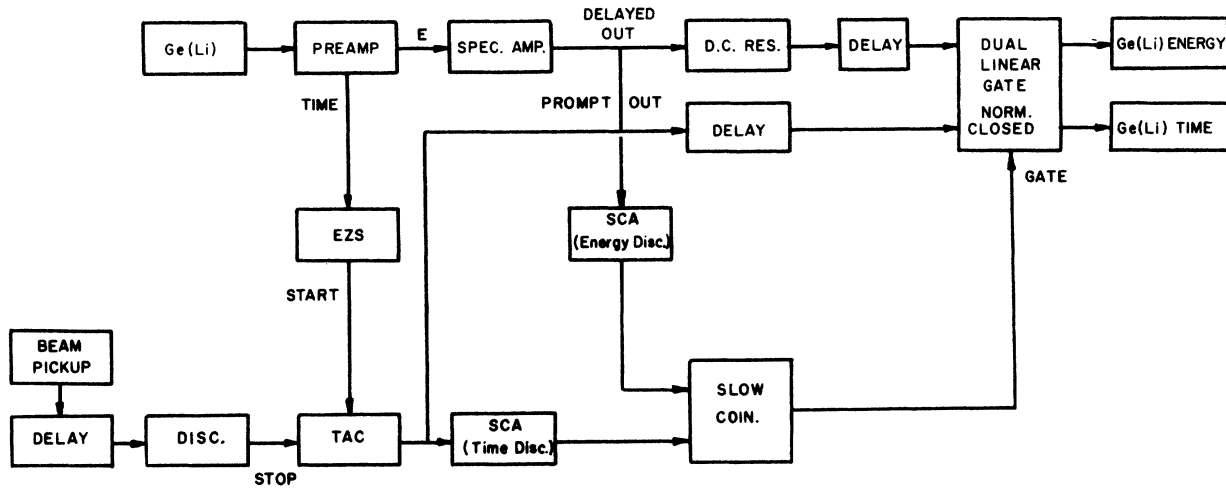 Ge(Li)
PREAMP
E
SPEC. AMP.
DELAYED
OUT
D.C. RES.
DELAY
DUAL
LINEAR
GATE
NORM.
CLOSED
Ge(Li) ENERGY
TIME
PROMPT OUT
DELAY
Ge(Li) TIME
GATE
EZS
SCA
(Energy Disc.)
START
BEAM
PICKUP
SLOW
COIN.
DELAY
DISC.
TAC
SCA
(Time Disc.)
STOP